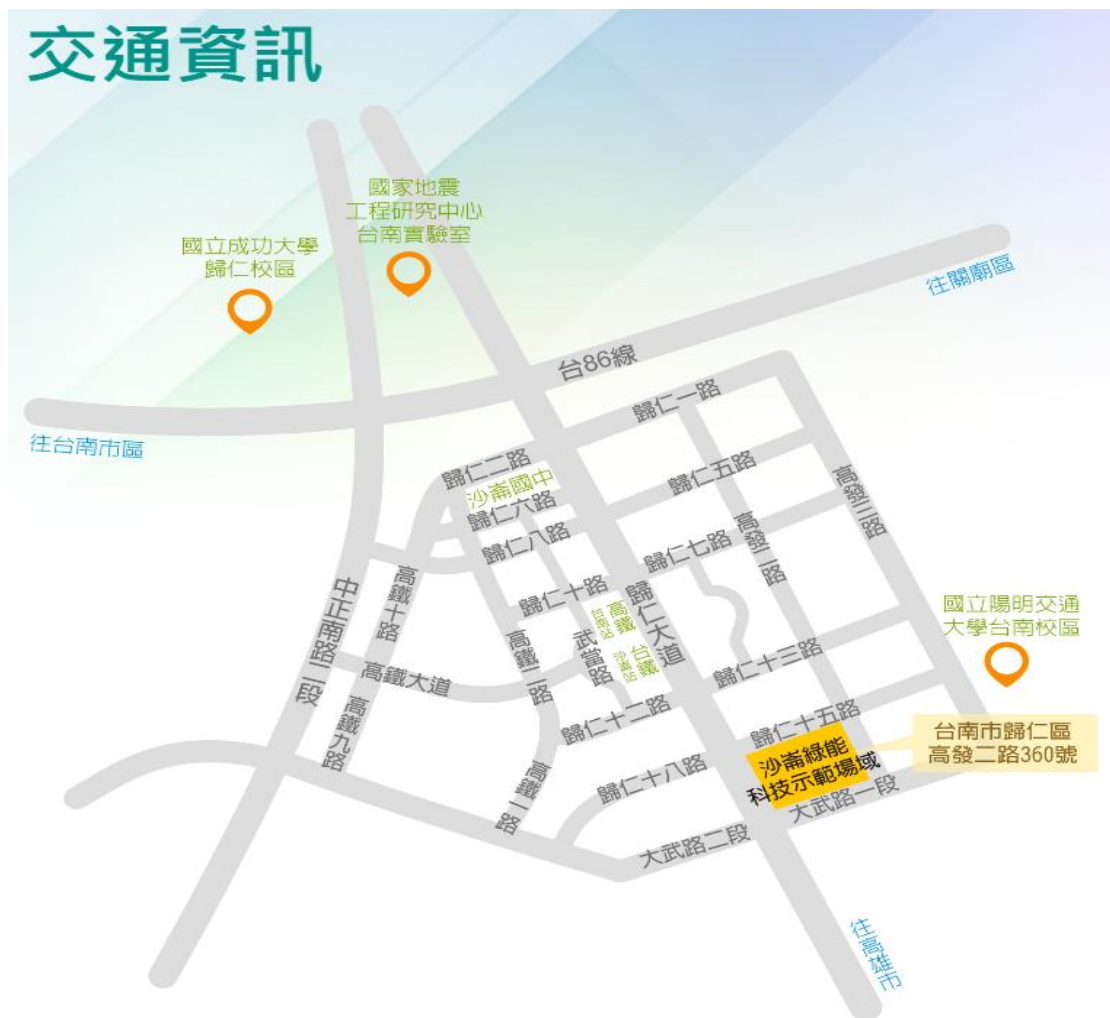 交通資訊
國家地震
工程研究中心
台南實驗室
國立成功大學
歸仁校區
往關廟區
台86線
歸仁一路
往台南市區
歸仁二路
沙崙國中
歸仁五路
歸仁六路
高發三路
歸仁八路
高發二路
歸仁七路
中正南路二段
高鐵十路
歸仁十路
高鐵
台南站
歸仁大道
國立陽明交通
大學台南校區
高鐵二路
武當路
台鐵
沙崙站
歸仁十三路
高鐵大道
高鐵九路
歸仁十二路
歸仁十五路
台南市歸仁區
高發二路360號
沙崙綠能
科技示範場域
高鐵一路
歸仁十八路
大武路一段
大武路二段
往高雄市